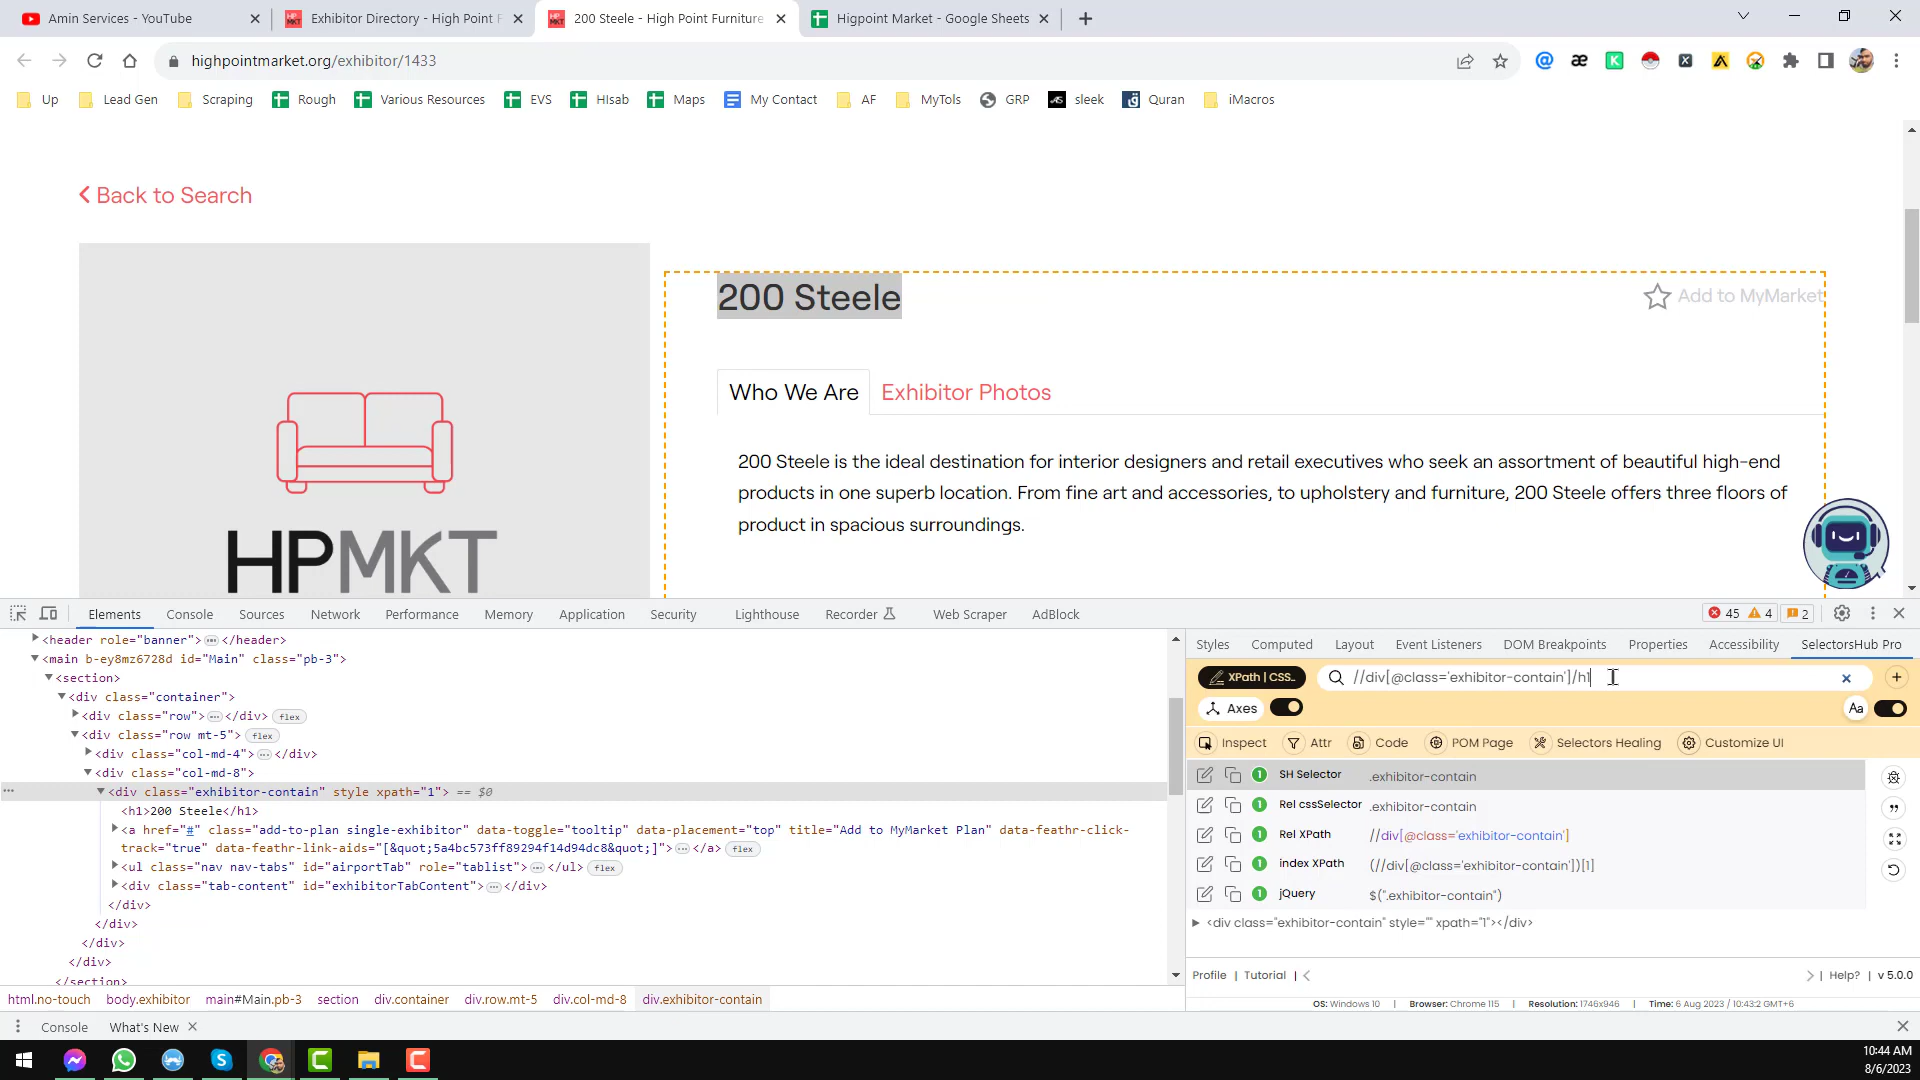 Amin Services - YouTube
Exhibitor Directory - High Point F
200 Steele - High Point Furniture
Higpoint Market - Google Sheets
highpointmarket.org/exhibitor/1433
Up
Lead Gen
Scraping
Rough
Various Resources
EVS
HIsab
Maps
My Contact
AF
MyTols
GRP
sleek
Quran
iMacros
Back to Search
200 Steele
Add to MyMarket
Who We Are
Exhibitor Photos
200 Steele is the ideal destination for interior designers and retail executives who seek an assortment of beautiful high-end
products in one superb location. From fine art and accessories, to upholstery and furniture, 200 Steele offers three floors of
product in spacious surroundings.
HPMKT
Elements
Console
Sources
Network
Performance
Memory
Application
Security
Lighthouse
Recorder
Web Scraper
AdBlock
45
4
2
<header role="banner"> </header>
<main b-ey8mz6728d id="Main" class="pb-3">
<section>
<div class="container">
<div class="row"> </div> flex
<div class="row mt-5"> flex
<div class="col-md-4"> </div>
<div class="col-md-8">
<div class="exhibitor-contain" style xpath="1"> == $0
<h1>200 Steele</h1>
<a href="#" class="add-to-plan single-exhibitor" data-toggle="tooltip" data-placement="top" title="Add to MyMarket Plan" data-feathr-click-
track="true" data-feathr-link-aids="[&quot;5a4bc573ff89294f14d94dc8&quot;]"> </a> flex
<ul class="nav nav-tabs" id="airportTab" role="tablist"> </ul> flex
<div class="tab-content" id="exhibitorTabContent"> </div>
</div>
</div>
</div>
</div>
</section>
html.no-touch
body.exhibitor
main#Main.pb-3
section
div.container
div.row.mt-5
div.col-md-8
div.exhibitor-contain
Styles
Computed
Layout
Event Listeners
DOM Breakpoints
Properties
Accessibility
SelectorsHub Pro
XPath | CSS..
//div[@class='exhibitor-contain']/h1
Axes
Aa
Inspect
Attr
Code
POM Page
Selectors Healing
Customize UI
1 SH Selector .exhibitor-contain
1 Rel cssSelector .exhibitor-contain
1 Rel XPath //div[@class='exhibitor-contain']
1 index XPath (//div[@class='exhibitor-contain'])[1]
1 jQuery $(".exhibitor-contain")
<div class="exhibitor-contain" style="" xpath="1"></div>
Profile | Tutorial |
| Help? | v 5.0.0
OS: Windows 10 | Browser: Chrome 115 | Resolution: 1746x946 | Time: 6 Aug 2023 / 10:43:2 GMT+6
Console
What's New
10:44 AM
8/6/2023